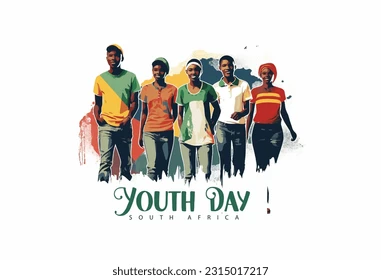 YOUTH DAY !
SOUTH AFRICA
shutterstock.com · 2315017217